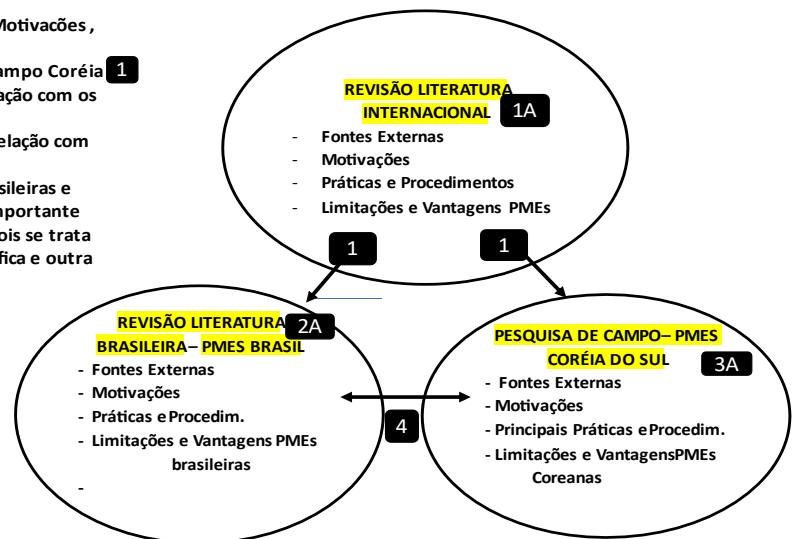 Motivacões ,
ampo Coréia 1
ação com os
elação com
sileiras e
mportante
ois se trata
fica e outra
REVISÃO LITERATURA
INTERNACIONAL 1A
- Fontes Externas
- Motivações
- Práticas e Procedimentos
- Limitações e Vantagens PMEs
1 1
REVISÃO LITERATURA 2A
BRASILEIRA– PMES BRASIL
- Fontes Externas
- Motivações
- Práticas e Procedim.
- Limitações e Vantagens PMEs
brasileiras
-
4
PESQUISA DE CAMPO– PMES
CORÉIA DO SUL 3A
- Fontes Externas
- Motivações
- Principais Práticas e Procedim.
- Limitações e VantagensPMEs
Coreanas